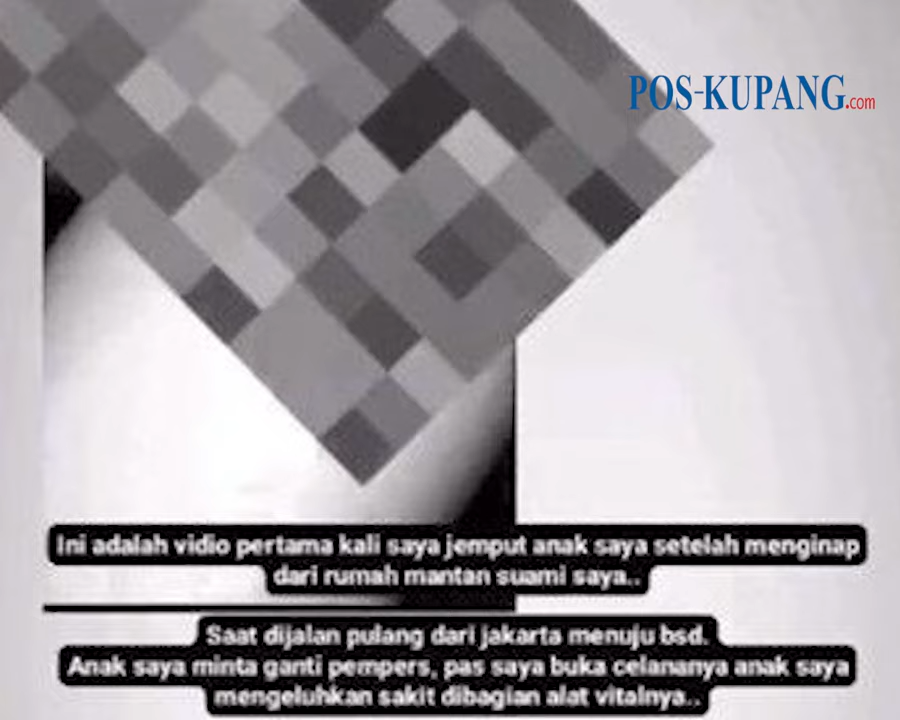 POS-KUPANG.com
Ini adalah vidio pertama kali saya jemput anak saya setelah menginap
dari rumah mantan suami saya..
Saat dijalan pulang dari jakarta menuju bsd.
Anak saya minta ganti pempers, pas saya buka celananya anak saya
mengeluhkan sakit dibagian alat vitalnya..